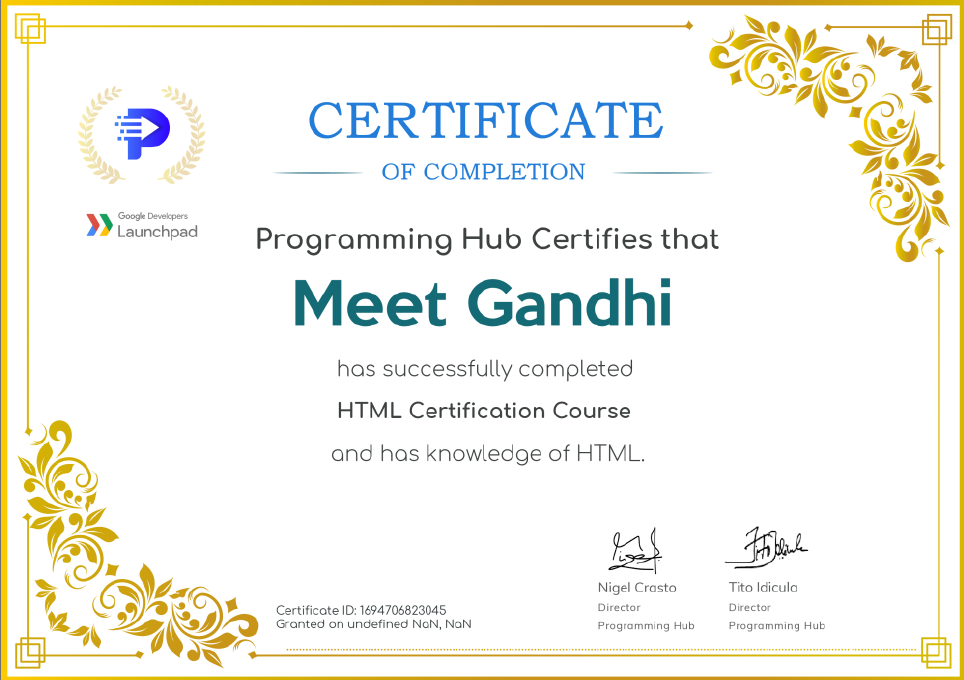 CERTIFICATE
OF COMPLETION
Google Developers
Launchpad
Programming Hub Certifies that
Meet Gandhi
has successfully completed
HTML Certification Course
and has knowledge of HTML.
Nigel Crasto
Director
Programming Hub
Tito Idicula
Director
Programming Hub
Certificate ID: 1694706823045
Granted on undefined NaN, NaN